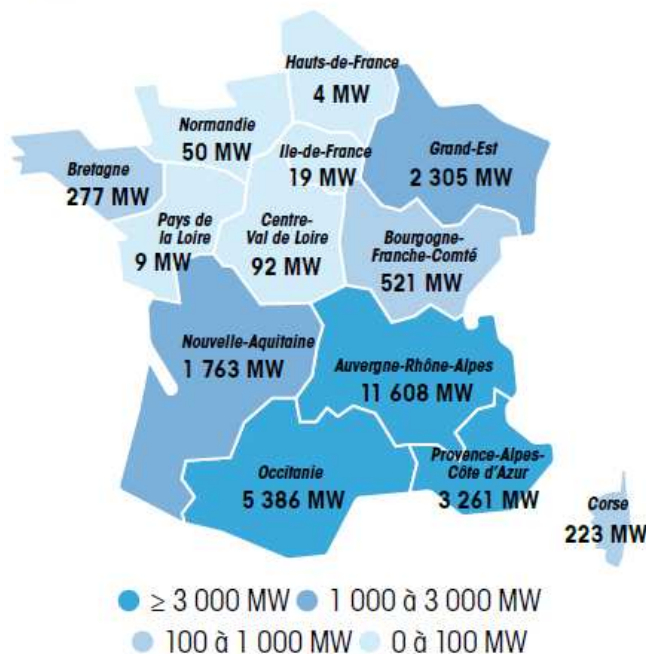 Hauts-de-France
4 MW
Normandie
50 MW
Ile-de-France
19 MW
Grand-Est
2 305 MW
Bretagne
277 MW
Pays de
la Loire
9 MW
Centre-
Val de Loire
92 MW
Bourgogne-
Franche-Comté
521 MW
Nouvelle-Aquitaine
1 763 MW
Auvergne-Rhône-Alpes
11 608 MW
Occitanie
5 386 MW
Provence-Alpes-
Côte d'Azur
3 261 MW
Corse
223 MW
≥ 3 000 MW 1 000 à 3 000 MW
100 à 1 000 MW 0 à 100 MW